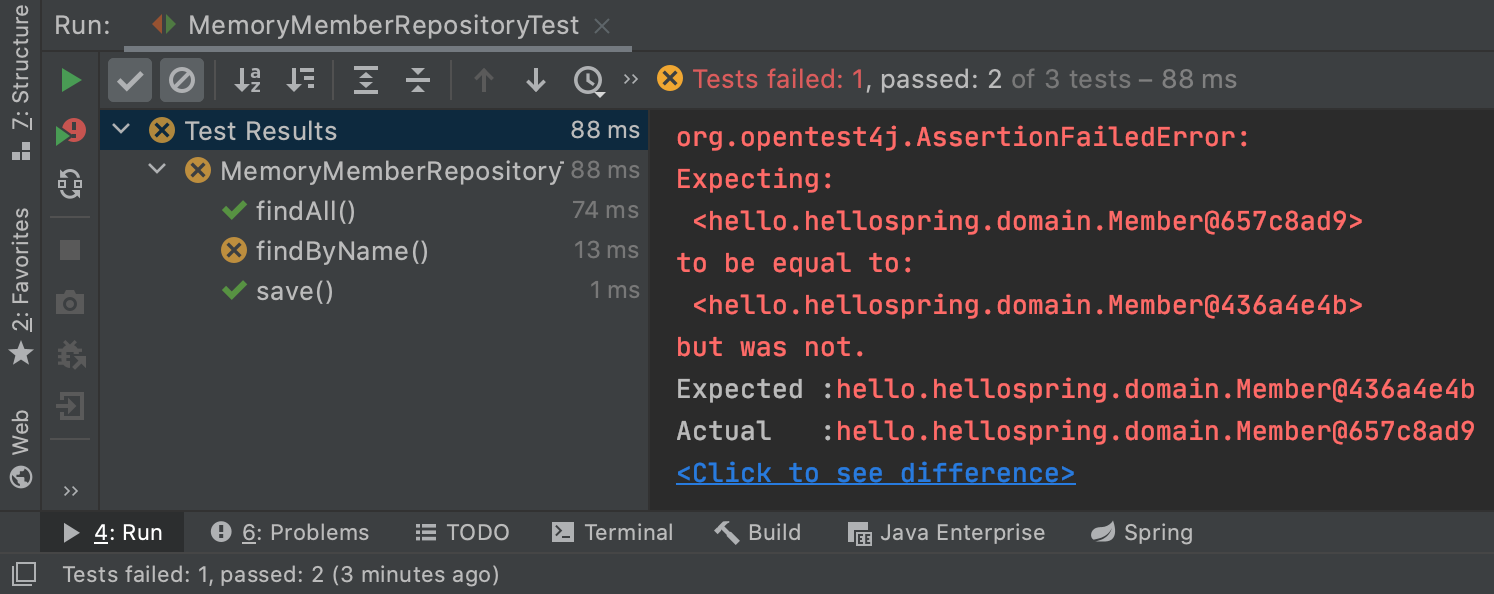 Run: MemoryMemberRepositoryTest
Z: Structure
2: Favorites
Web
Tests failed: 1, passed: 2 of 3 tests – 88 ms
Test Results 88 ms
MemoryMemberRepository 88 ms
findAll() 74 ms
findByName() 13 ms
save() 1 ms
org.opentest4j.AssertionFailedError:
Expecting:
<hello.hellospring.domain.Member@657c8ad9>
to be equal to:
<hello.hellospring.domain.Member@436a4e4b>
but was not.
Expected :hello.hellospring.domain.Member@436a4e4b
Actual :hello.hellospring.domain.Member@657c8ad9
<Click to see difference>
4: Run 6: Problems TODO Terminal Build Java Enterprise Spring
Tests failed: 1, passed: 2 (3 minutes ago)